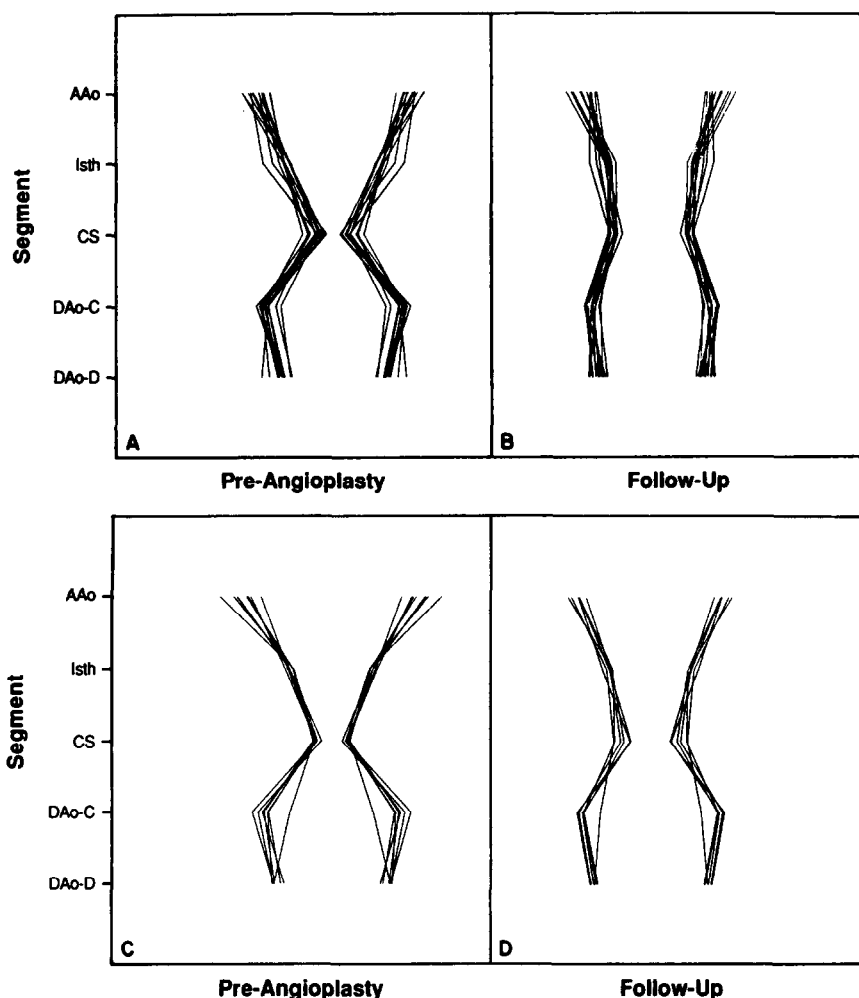 Segment
AAo
Isth
CS
DAo-C
DAo-D
A
B
Pre-Angioplasty
Follow-Up
Segment
AAo
Isth
CS
DAo-C
DAo-D
C
D
Pre-Angioplasty
Follow-Up